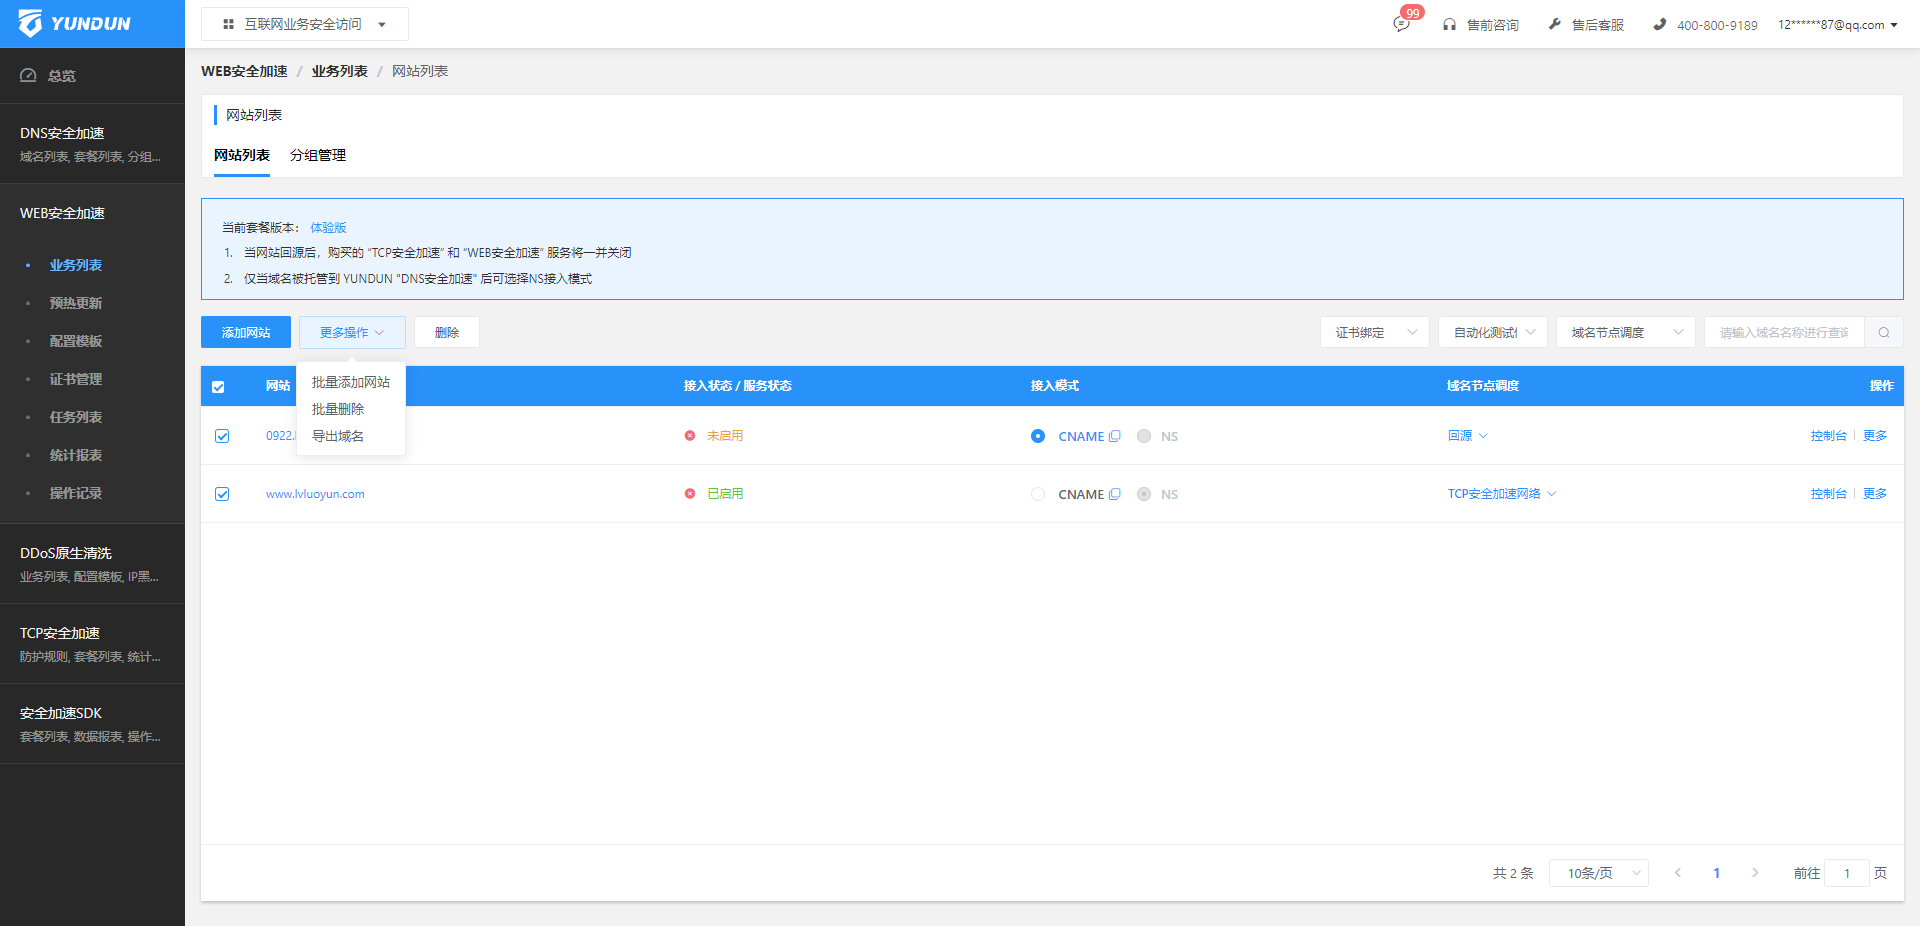 YUNDUN
互联网业务安全访问
99
售前咨询
售后客服
400-800-9189
12******87@qq.com
总览
DNS安全加速
域名列表, 套餐列表, 分组...
WEB安全加速
业务列表
预热更新
配置模板
证书管理
任务列表
统计报表
操作记录
DDoS原生清洗
业务列表, 配置模板, IP黑...
TCP安全加速
防护规则, 套餐列表, 统计...
安全加速SDK
套餐列表, 数据报表, 操作...
WEB安全加速 / 业务列表 / 网站列表
网站列表
网站列表 分组管理
当前套餐版本： 体验版
1. 当网站回源后，购买的 “TCP安全加速” 和 “WEB安全加速” 服务将一并关闭
2. 仅当域名被托管到 YUNDUN "DNS安全加速" 后可选择NS接入模式
添加网站 更多操作 删除 证书绑定 自动化测试 域名节点调度 请输入域名名称进行查询
批量添加网站
批量删除
导出域名
网站 接入状态 / 服务状态 接入模式 域名节点调度 操作
0922. 未启用 CNAME NS 回源 控制台 更多
www.lvluoyun.com 已启用 CNAME NS TCP安全加速网络 控制台 更多
共 2 条 10条/页 1 前往 1 页